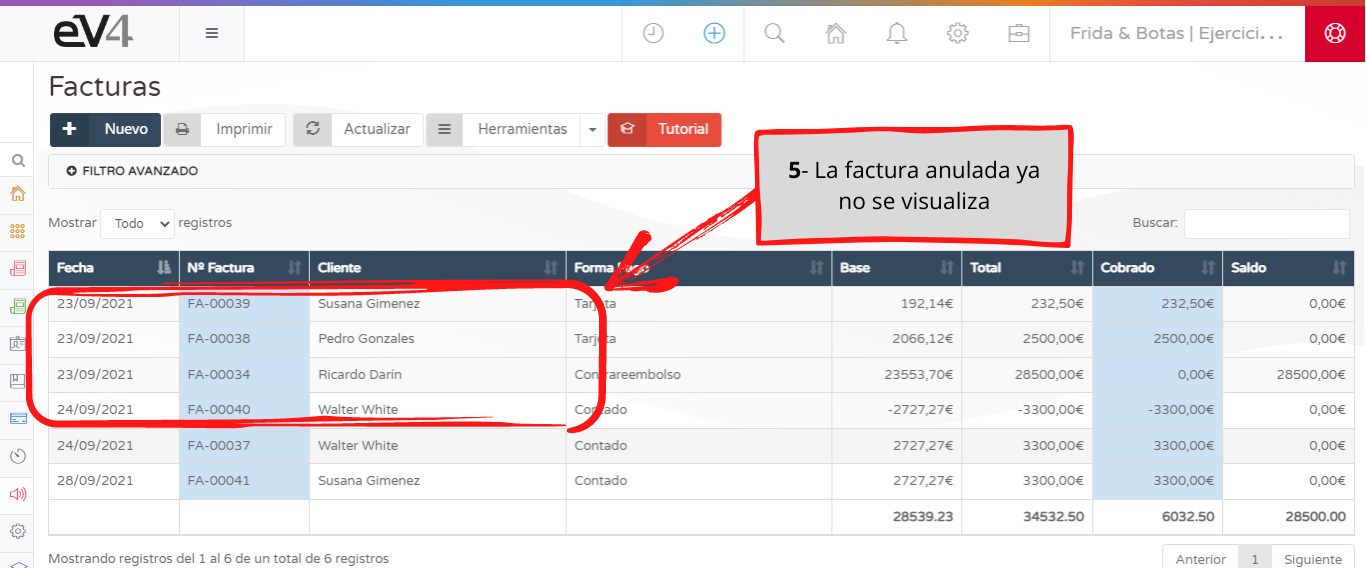 eV4
Frida & Botas | Ejercici...
Facturas
Nuevo Imprimir Actualizar Herramientas Tutorial
5- La factura anulada ya
no se visualiza
FILTRO AVANZADO
Mostrar Todo registros Buscar:
Fecha Nº Factura Cliente Forma Pago Base Total Cobrado Saldo
23/09/2021 FA-00039 Susana Gimenez Tarjeta 192,14€ 232,50€ 232,50€ 0,00€
23/09/2021 FA-00038 Pedro Gonzales Tarjeta 2066,12€ 2500,00€ 2500,00€ 0,00€
23/09/2021 FA-00034 Ricardo Darín Contrareembolso 23553,70€ 28500,00€ 0,00€ 28500,00€
24/09/2021 FA-00040 Walter White Contado -2727,27€ -3300,00€ -3300,00€ 0,00€
24/09/2021 FA-00037 Walter White Contado 2727,27€ 3300,00€ 3300,00€ 0,00€
28/09/2021 FA-00041 Susana Gimenez Contado 2727,27€ 3300,00€ 3300,00€ 0,00€
28539.23 34532.50 6032.50 28500.00
Mostrando registros del 1 al 6 de un total de 6 registros
Anterior 1 Siguiente